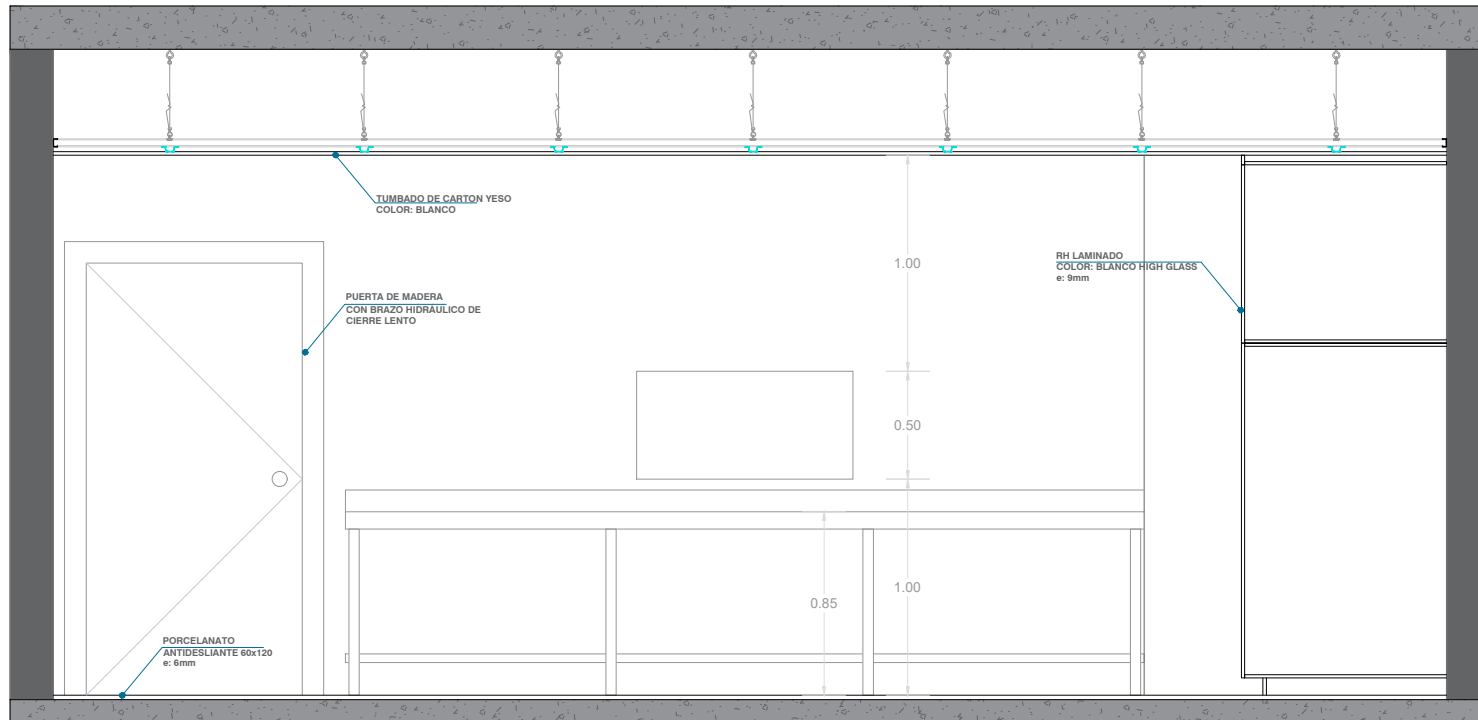 TUMBADO DE CARTON YESO
COLOR: BLANCO
1.00
RH LAMINADO
COLOR: BLANCO HIGH GLASS
e: 9mm
PUERTA DE MADERA
CON BRAZO HIDRAULICO DE
CIERRE LENTO
0.50
1.00
0.85
PORCELANATO
ANTIDESLIANTE 60x120
e: 6mm